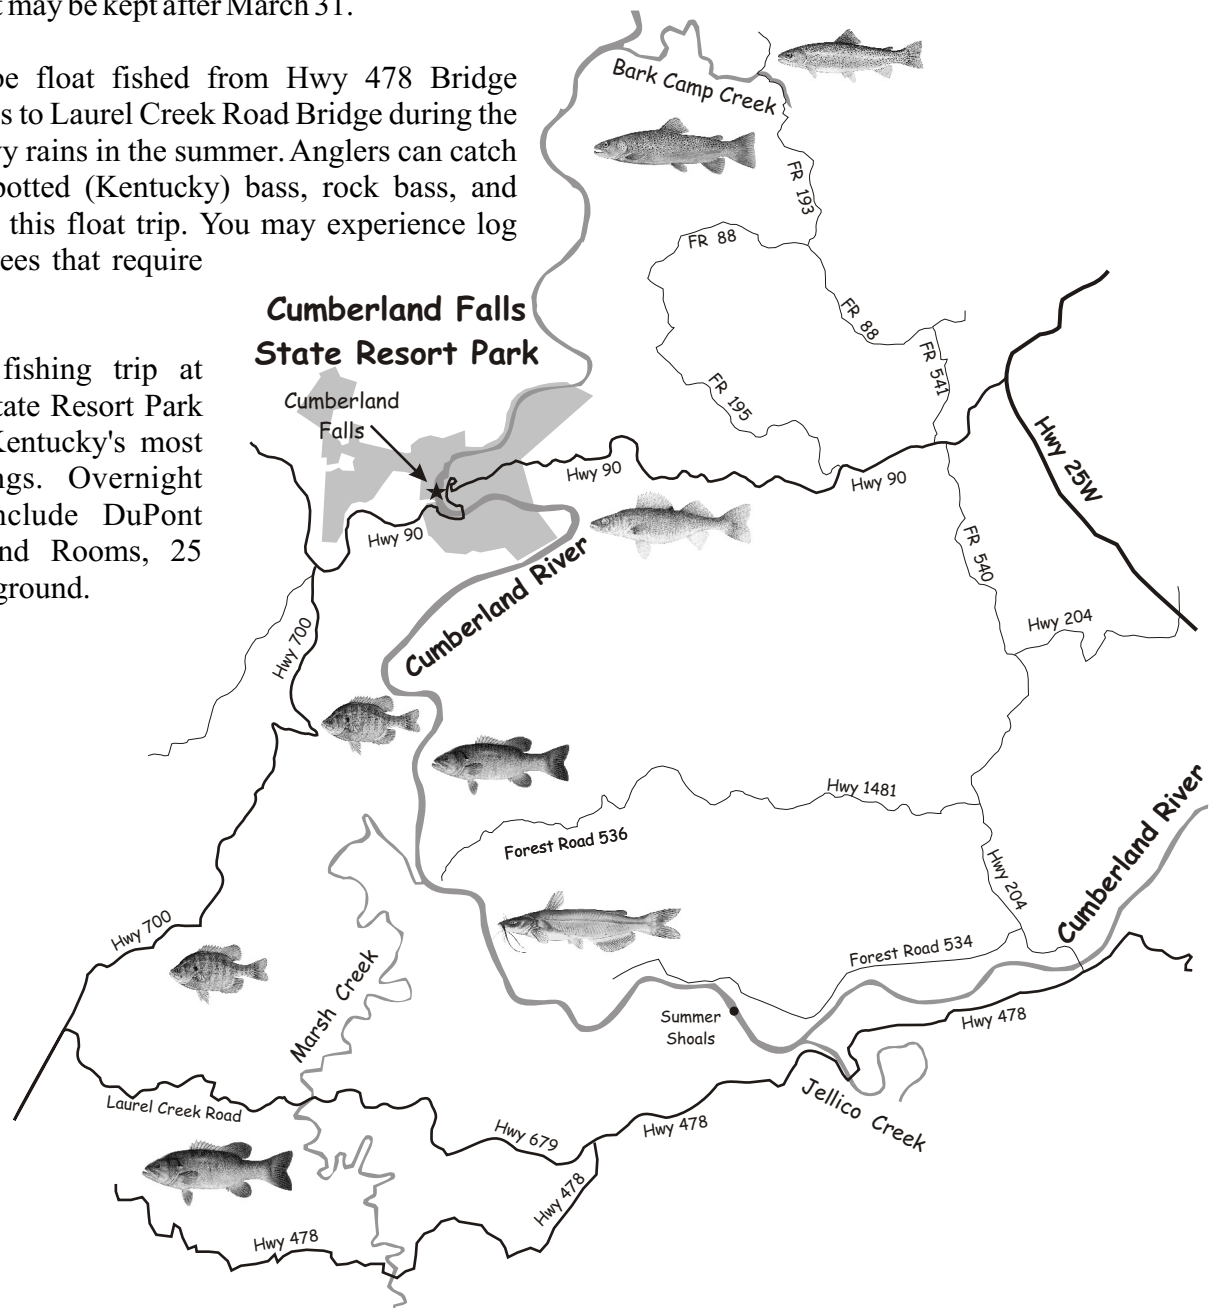 t may be kept after March 31.
be float fished from Hwy 478 Bridge
s to Laurel Creek Road Bridge during the
vy rains in the summer. Anglers can catch
potted (Kentucky) bass, rock bass, and
this float trip. You may experience log
ees that require
fishing trip at
tate Resort Park
Kentucky's most
ngs. Overnight
nclude DuPont
nd Rooms, 25
ground.
Bark Camp Creek
FR 193
FR 88
FR 88
FR 541
FR 195
Cumberland Falls
State Resort Park
Cumberland
Falls
Hwy 90
Hwy 90
Hwy 90
Hwy 25W
FR 540
Hwy 204
Cumberland River
Hwy 700
Hwy 1481
Forest Road 536
Hwy 204
Cumberland River
Hwy 700
Forest Road 534
Marsh Creek
Summer
Shoals
Hwy 478
Jellico Creek
Laurel Creek Road
Hwy 679
Hwy 478
Hwy 478
Hwy 478